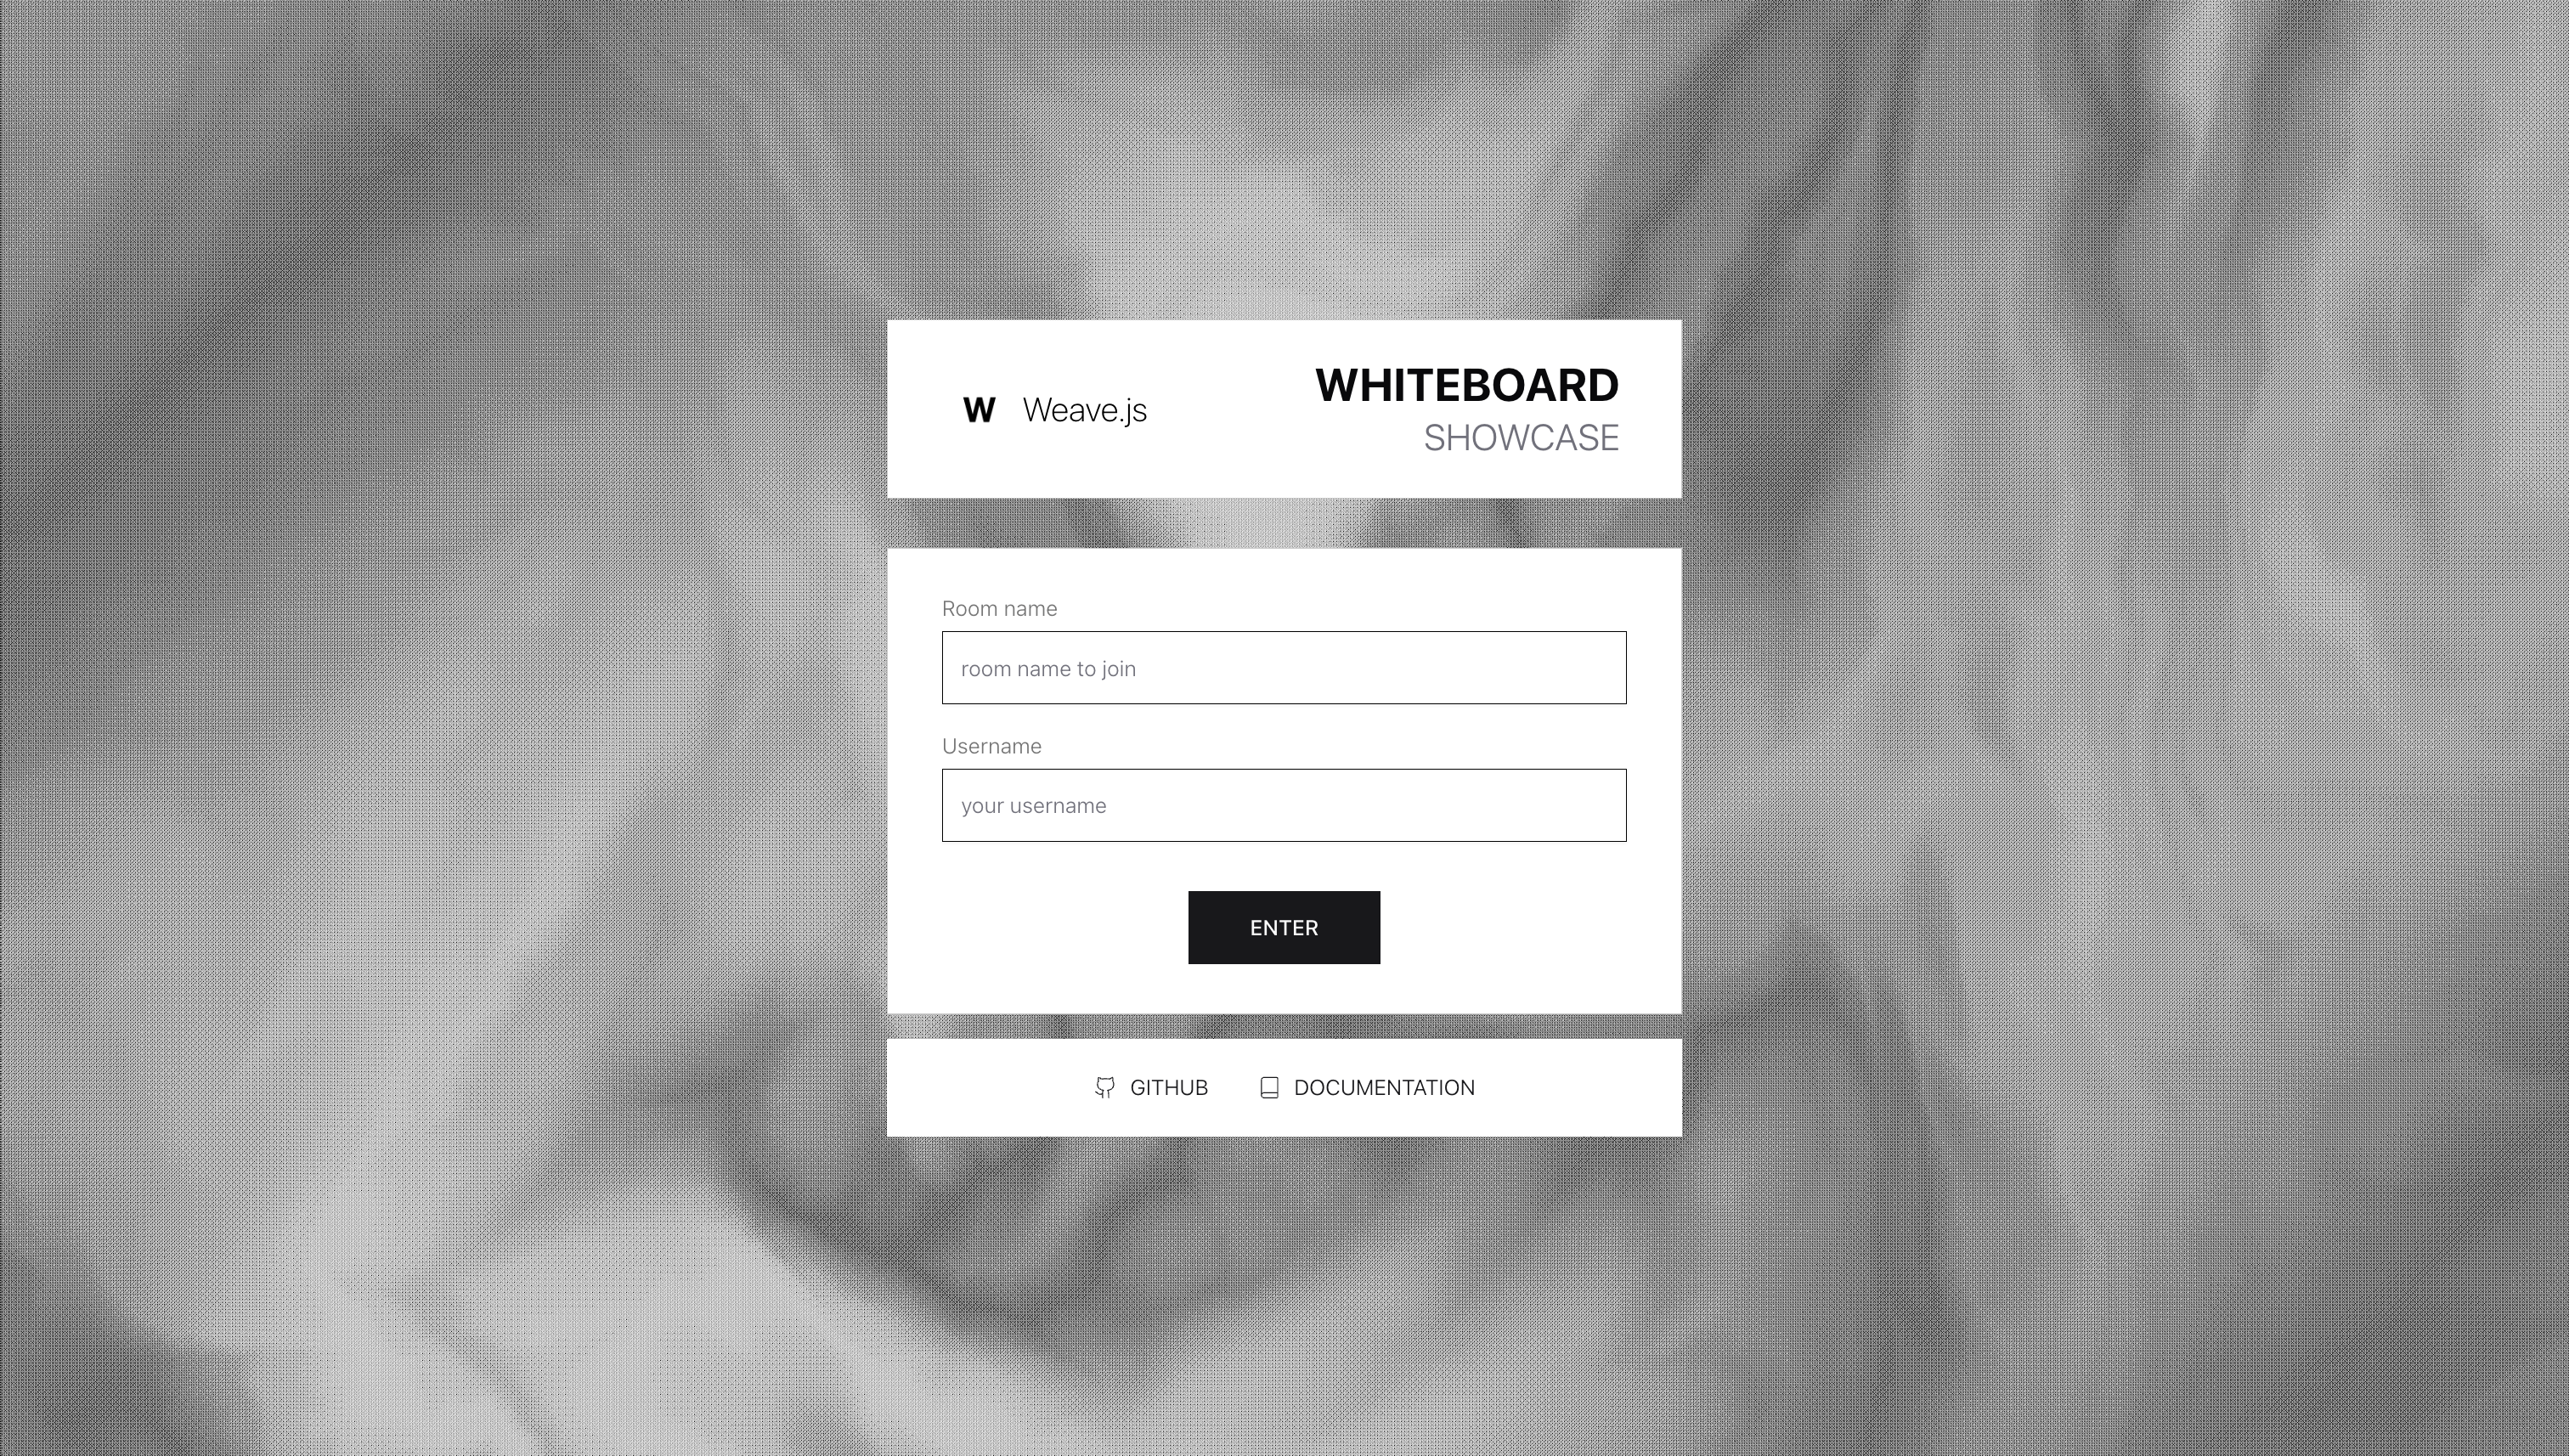 W Weave.js
WHITEBOARD
SHOWCASE
Room name
room name to join
Username
your username
ENTER
GITHUB DOCUMENTATION